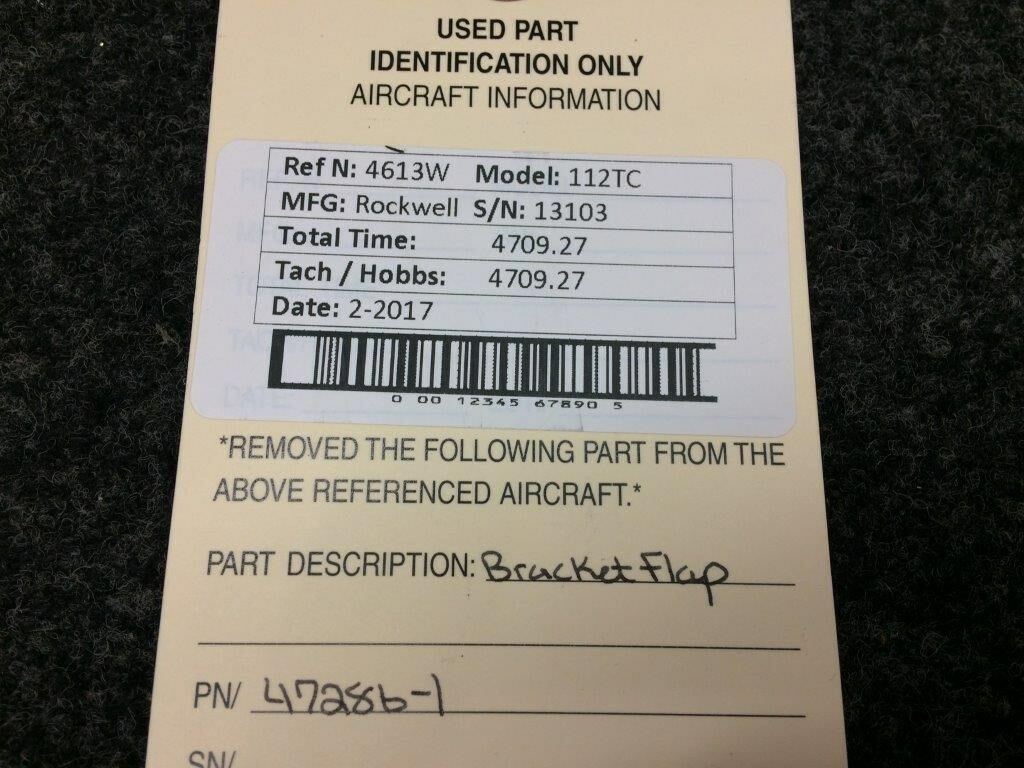 USED PART
IDENTIFICATION ONLY
AIRCRAFT INFORMATION
Ref N: 4613W Model: 112TC
MFG: Rockwell S/N: 13103
Total Time: 4709.27
Tach / Hobbs: 4709.27
Date: 2-2017
0 00 12345 67890 5
*REMOVED THE FOLLOWING PART FROM THE
ABOVE REFERENCED AIRCRAFT.*
PART DESCRIPTION: Bracket Flap
PN/ 47286-1
SN/